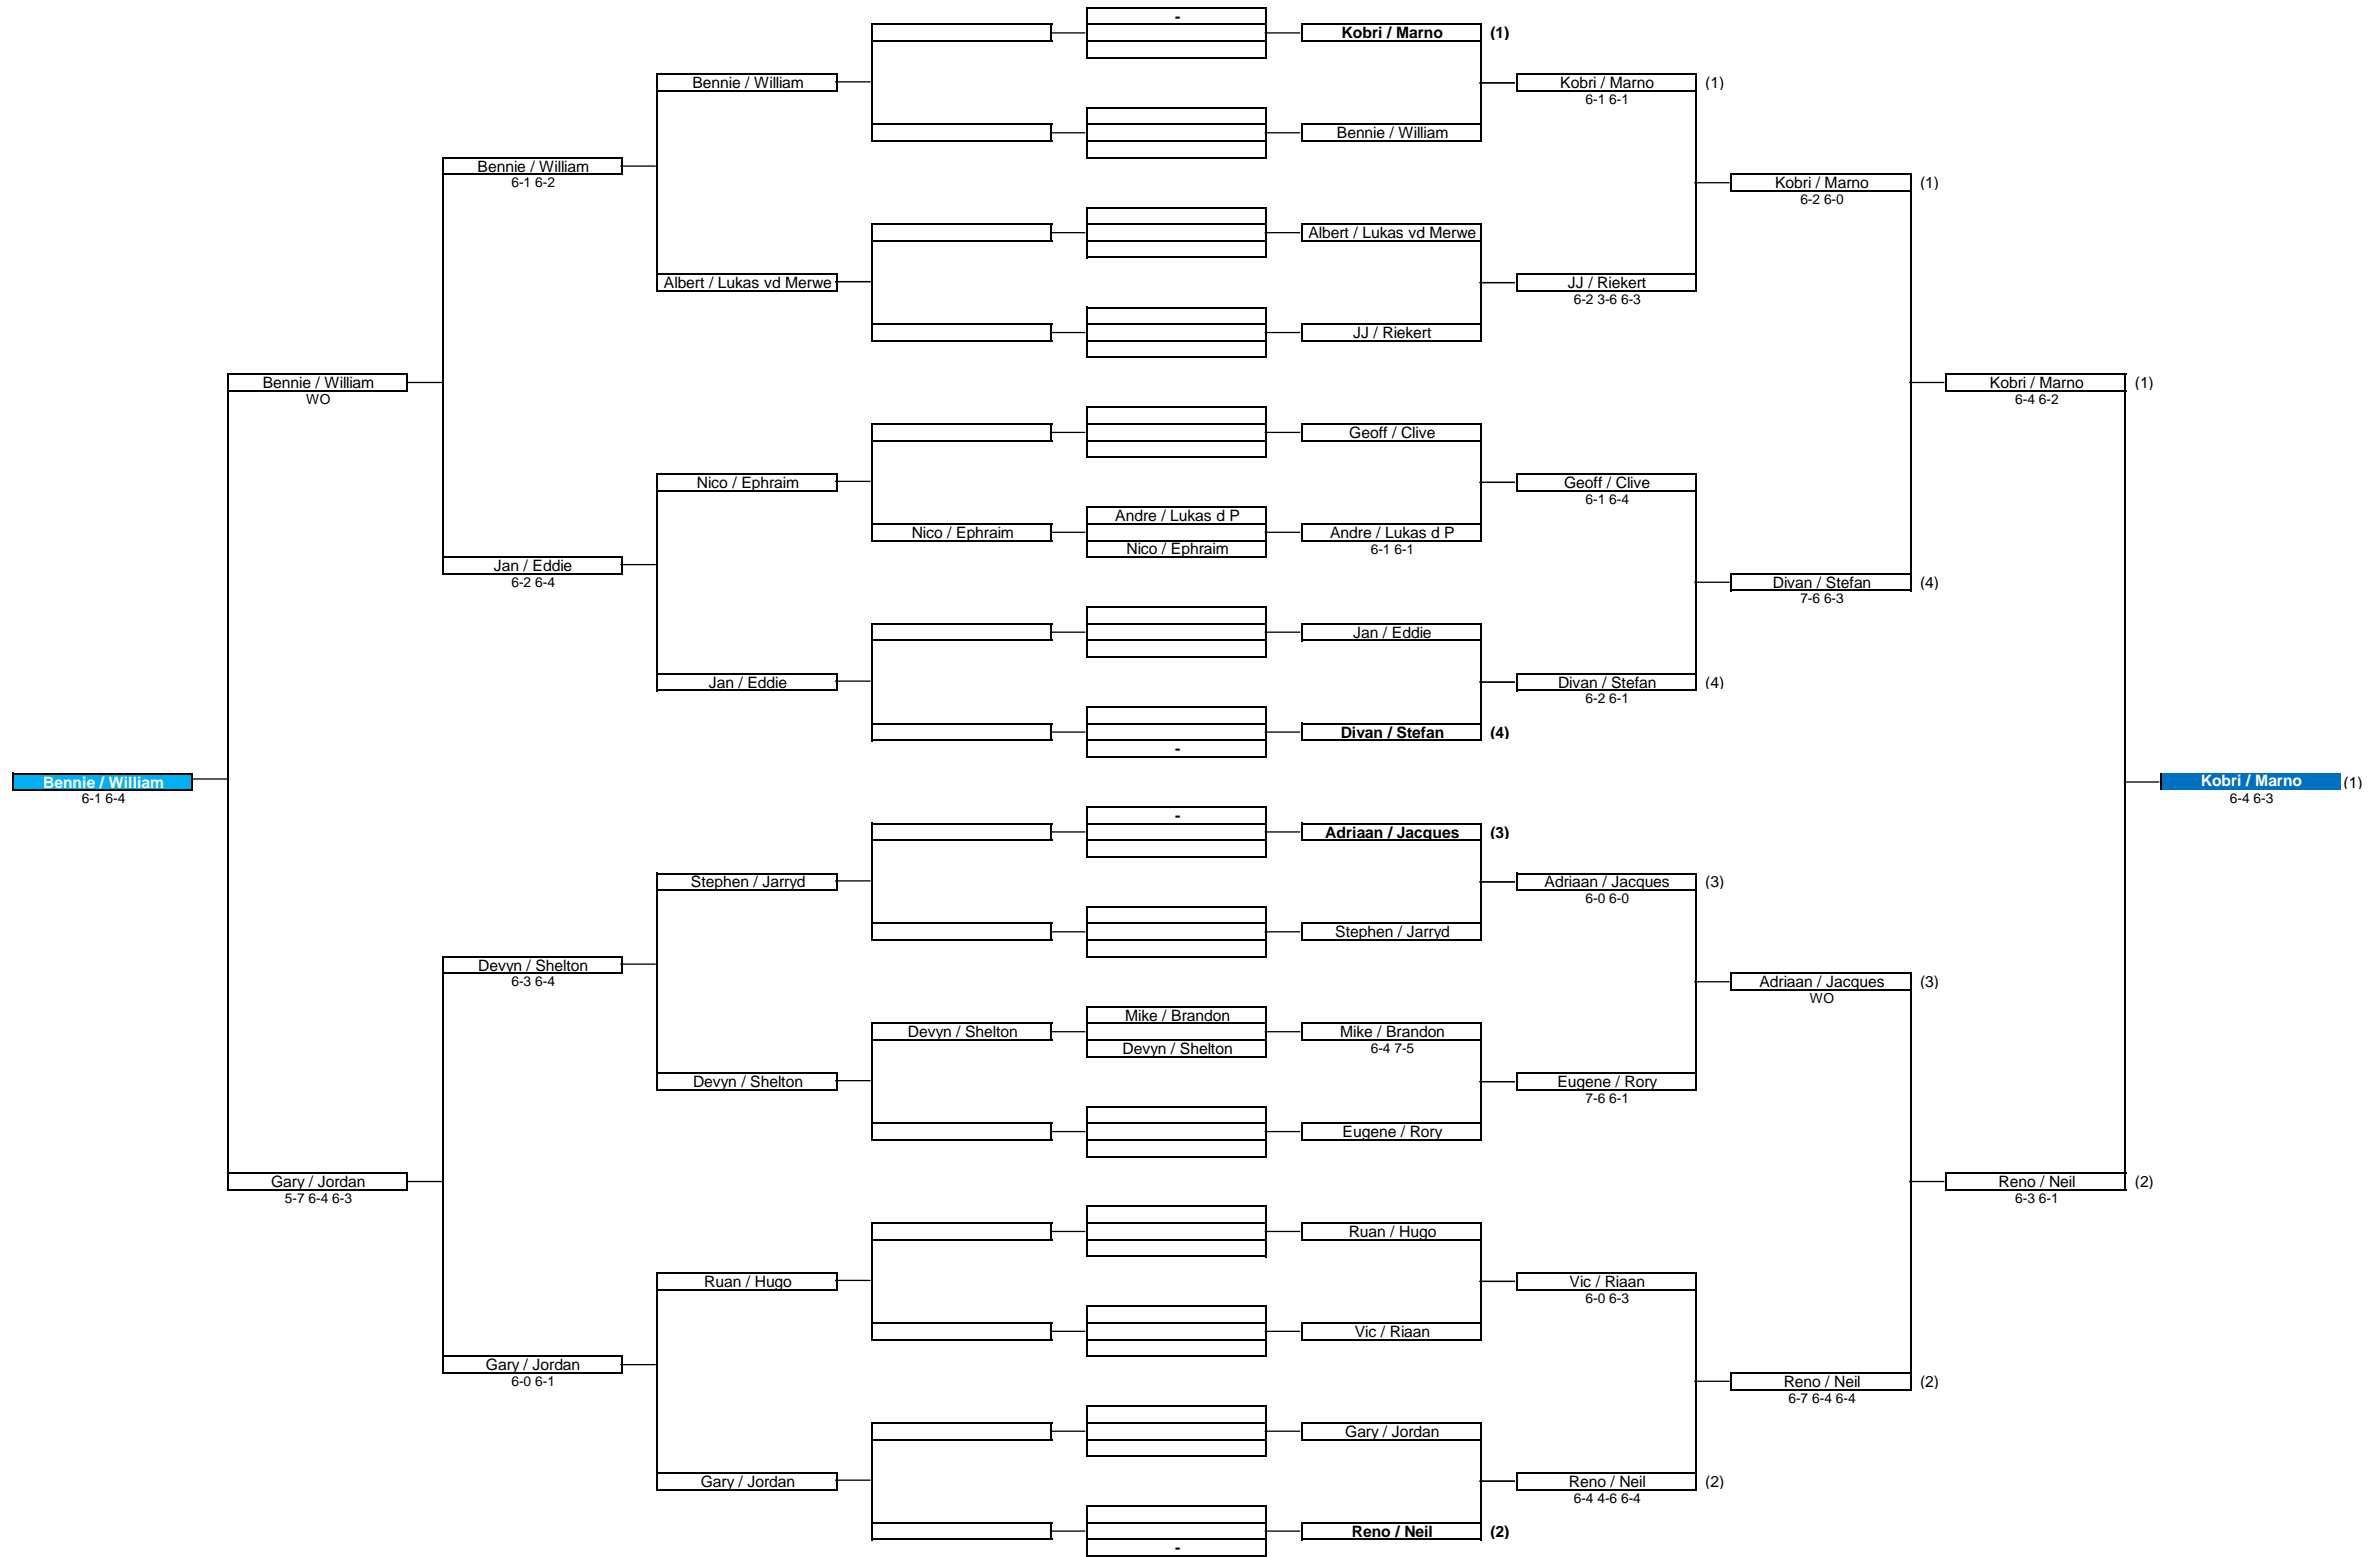 -
Kobri / Marno (1)
Bennie / William
Kobri / Marno (1)
6-1 6-1
Bennie / William
Bennie / William
6-1 6-2
Kobri / Marno (1)
6-2 6-0
Albert / Lukas vd Merwe
Albert / Lukas vd Merwe
JJ / Riekert
6-2 3-6 6-3
JJ / Riekert
Bennie / William
WO
Kobri / Marno (1)
6-4 6-2
Geoff / Clive
Nico / Ephraim
Geoff / Clive
6-1 6-4
Andre / Lukas d P
Nico / Ephraim
Andre / Lukas d P
Nico / Ephraim
6-1 6-1
Jan / Eddie
6-2 6-4
Divan / Stefan (4)
7-6 6-3
Jan / Eddie
Jan / Eddie
Divan / Stefan (4)
6-2 6-1
Divan / Stefan (4)
-
Bennie / William
6-1 6-4
Kobri / Marno (1)
6-4 6-3
-
Adriaan / Jacques (3)
Stephen / Jarryd
Adriaan / Jacques (3)
6-0 6-0
Stephen / Jarryd
Devyn / Shelton
6-3 6-4
Adriaan / Jacques (3)
WO
Mike / Brandon
Devyn / Shelton
Mike / Brandon
Devyn / Shelton
6-4 7-5
Devyn / Shelton
Eugene / Rory
7-6 6-1
Eugene / Rory
Gary / Jordan
5-7 6-4 6-3
Reno / Neil (2)
6-3 6-1
Ruan / Hugo
Ruan / Hugo
Vic / Riaan
6-0 6-3
Vic / Riaan
Gary / Jordan
6-0 6-1
Reno / Neil (2)
6-7 6-4 6-4
Gary / Jordan
Gary / Jordan
Reno / Neil (2)
6-4 4-6 6-4
Reno / Neil (2)
-